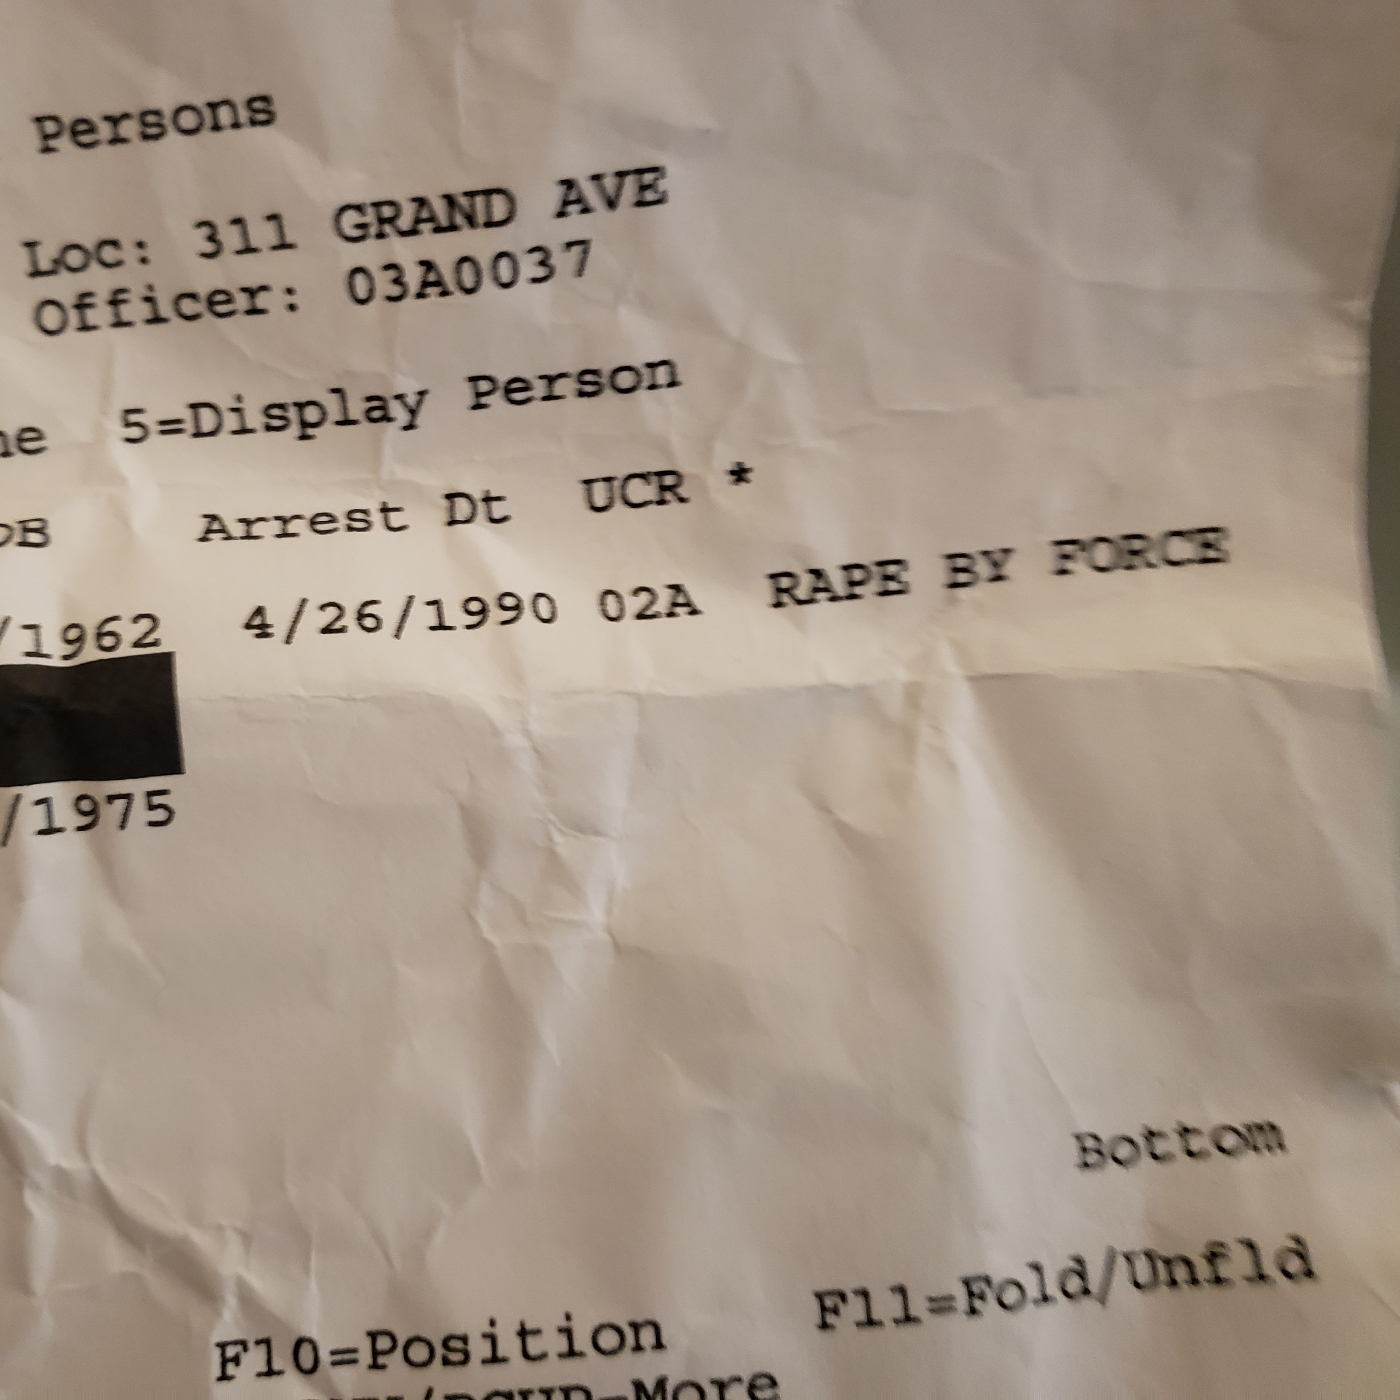 Persons
Loc: 311 GRAND AVE
Officer: 03A0037
5=Display Person
Arrest Dt UCR *
/1962 4/26/1990 02A RAPE BY FORCE
/1975
Bottom
F10=Position F11=Fold/Unfld
More